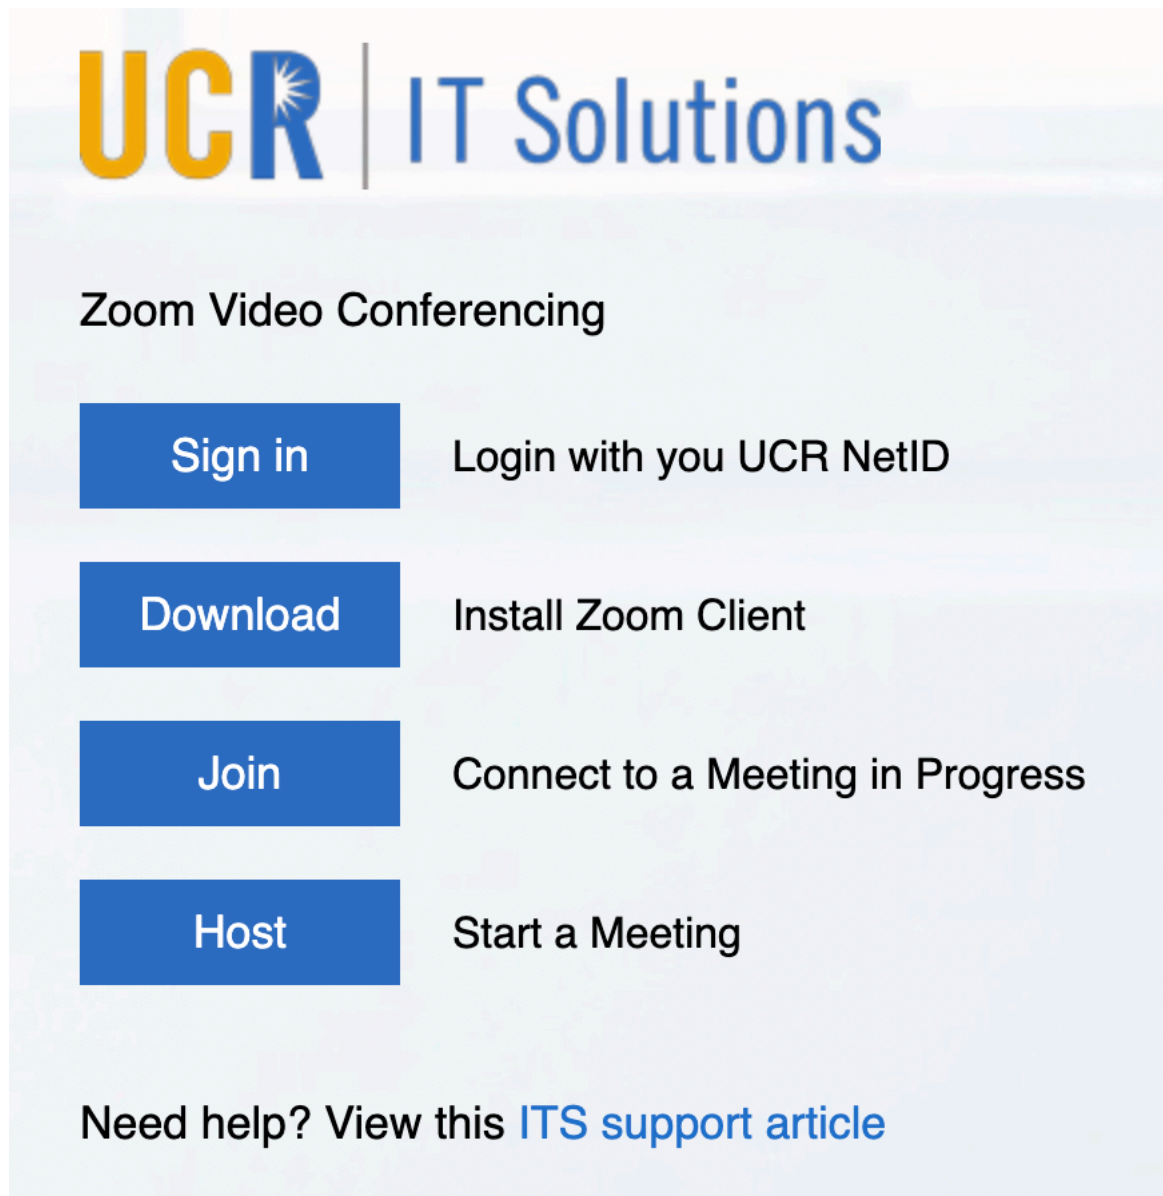 UCR | IT Solutions
Zoom Video Conferencing
Sign in Login with you UCR NetID
Download Install Zoom Client
Join Connect to a Meeting in Progress
Host Start a Meeting
Need help? View this ITS support article